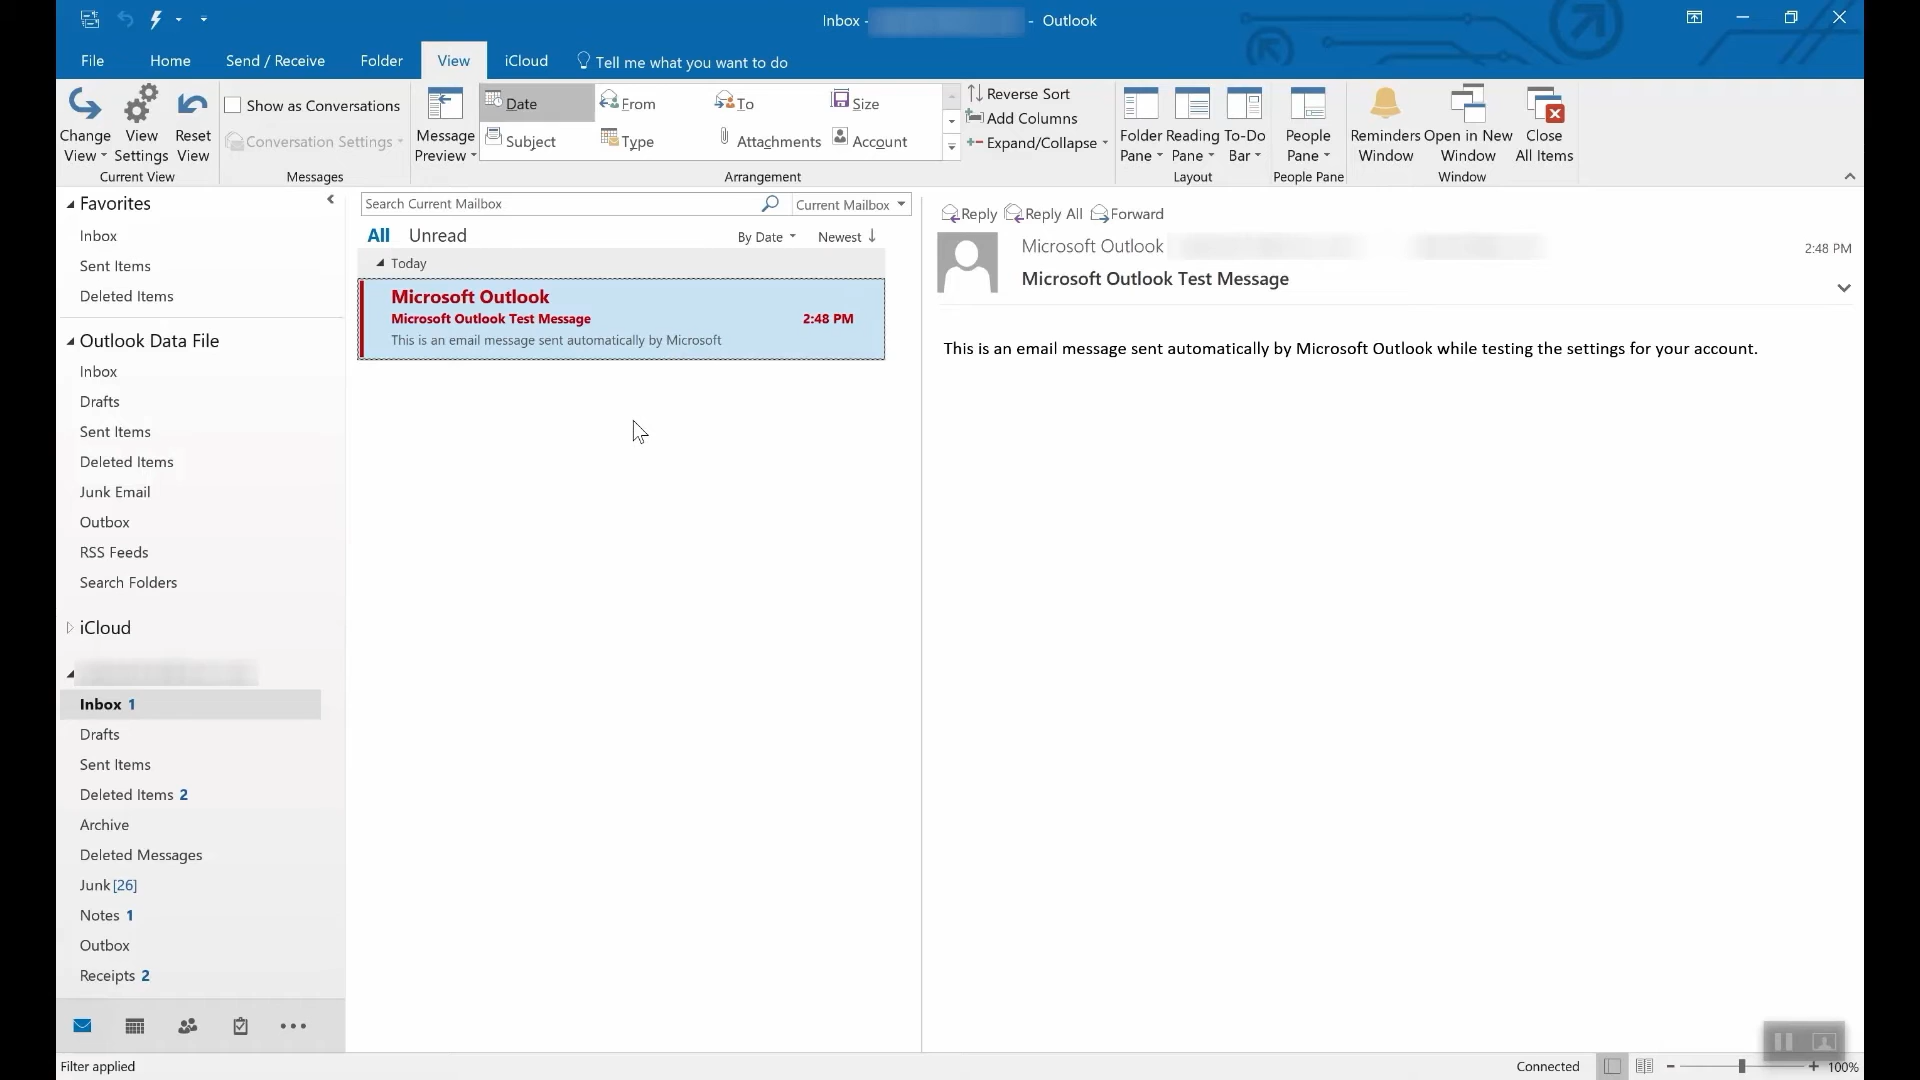 Inbox - - Outlook
File Home Send / Receive Folder View iCloud Tell me what you want to do
Change View
View Settings
Reset View
Current View
Show as Conversations
Conversation Settings
Messages
Message Preview
Date From To Size
Subject Type Attachments Account
Arrangement
Reverse Sort
Add Columns
Expand/Collapse
Folder Pane
Reading Pane
To-Do Bar
Layout
People Pane
People Pane
Reminders Window
Open in New Window
Close All Items
Window
Favorites
Inbox
Sent Items
Deleted Items
Outlook Data File
Inbox
Drafts
Sent Items
Deleted Items
Junk Email
Outbox
RSS Feeds
Search Folders
iCloud
Inbox 1
Drafts
Sent Items
Deleted Items 2
Archive
Deleted Messages
Junk [26]
Notes 1
Outbox
Receipts 2
Search Current Mailbox Current Mailbox
All Unread By Date Newest
Today
Microsoft Outlook
Microsoft Outlook Test Message 2:48 PM
This is an email message sent automatically by Microsoft
Reply Reply All Forward
Microsoft Outlook 2:48 PM
Microsoft Outlook Test Message
This is an email message sent automatically by Microsoft Outlook while testing the settings for your account.
Filter applied Connected 100%